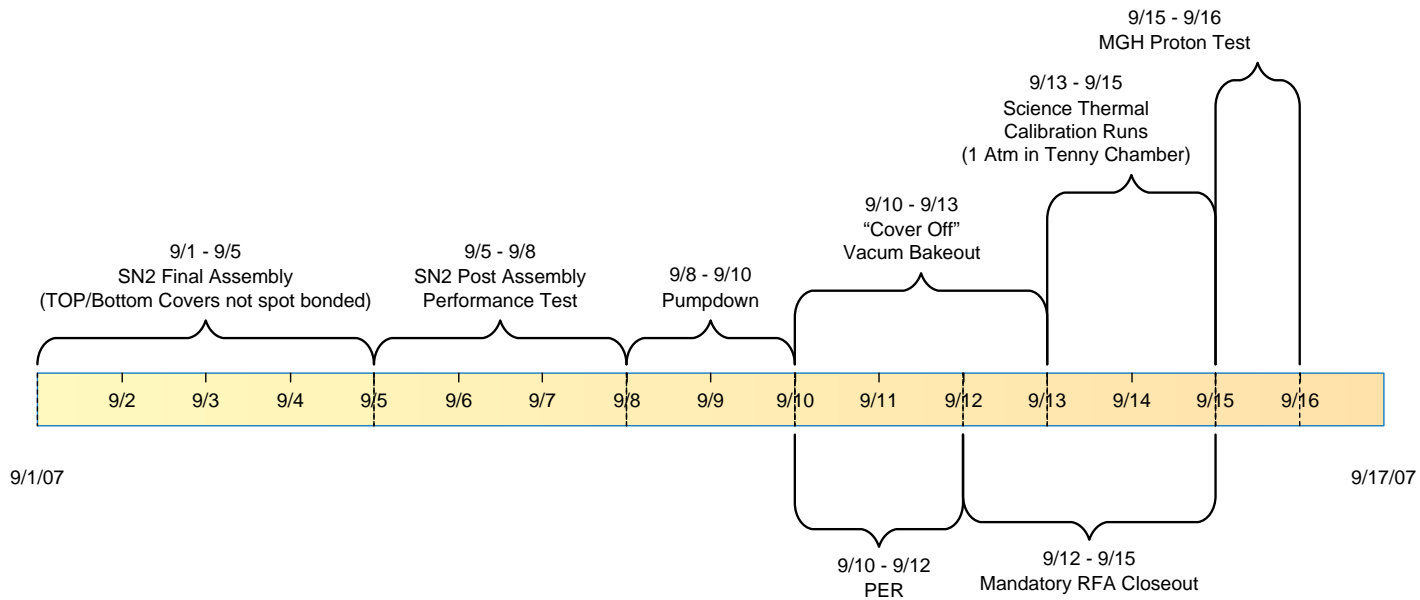 9/15 - 9/16
MGH Proton Test
9/13 - 9/15
Science Thermal
Calibration Runs
(1 Atm in Tenny Chamber)
9/10 - 9/13
“Cover Off”
Vacum Bakeout
9/1 - 9/5
SN2 Final Assembly
(TOP/Bottom Covers not spot bonded)
9/5 - 9/8
SN2 Post Assembly
Performance Test
9/8 - 9/10
Pumpdown
9/2
9/3
9/4
9/5
9/6
9/7
9/8
9/9
9/10
9/11
9/12
9/13
9/14
9/15
9/16
9/1/07
9/17/07
9/10 - 9/12
PER
9/12 - 9/15
Mandatory RFA Closeout